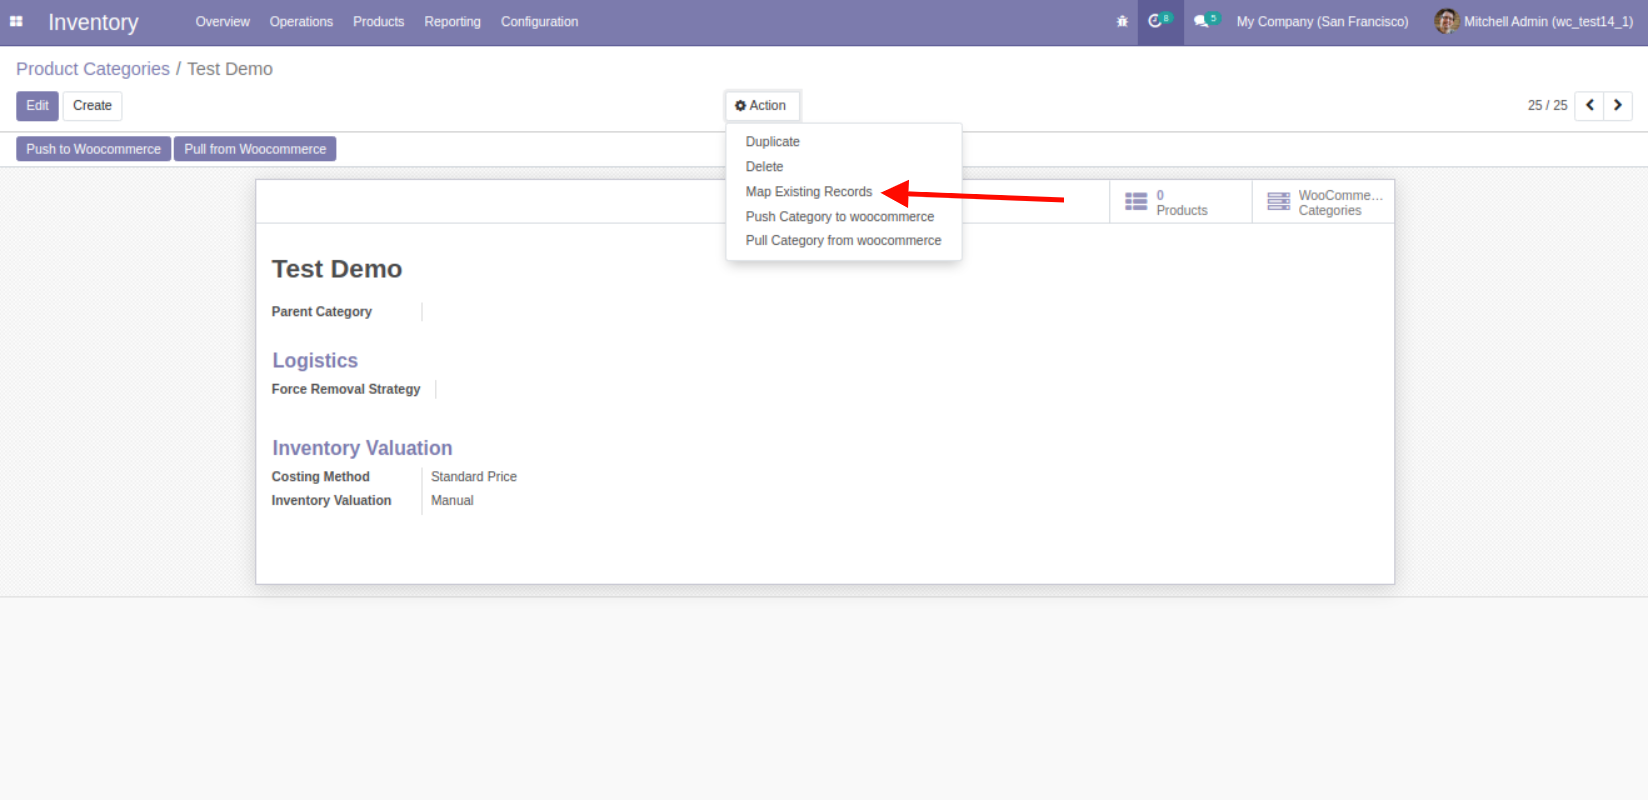 Inventory Overview Operations Products Reporting Configuration 8 5 My Company (San Francisco) Mitchell Admin (wc_test14_1)
Product Categories / Test Demo
Edit Create Action 25 / 25
Push to Woocommerce Pull from Woocommerce
Duplicate
Delete
Map Existing Records
Push Category to woocommerce
Pull Category from woocommerce
0
Products
WooComme...
Categories
Test Demo
Parent Category
Logistics
Force Removal Strategy
Inventory Valuation
Costing Method Standard Price
Inventory Valuation Manual